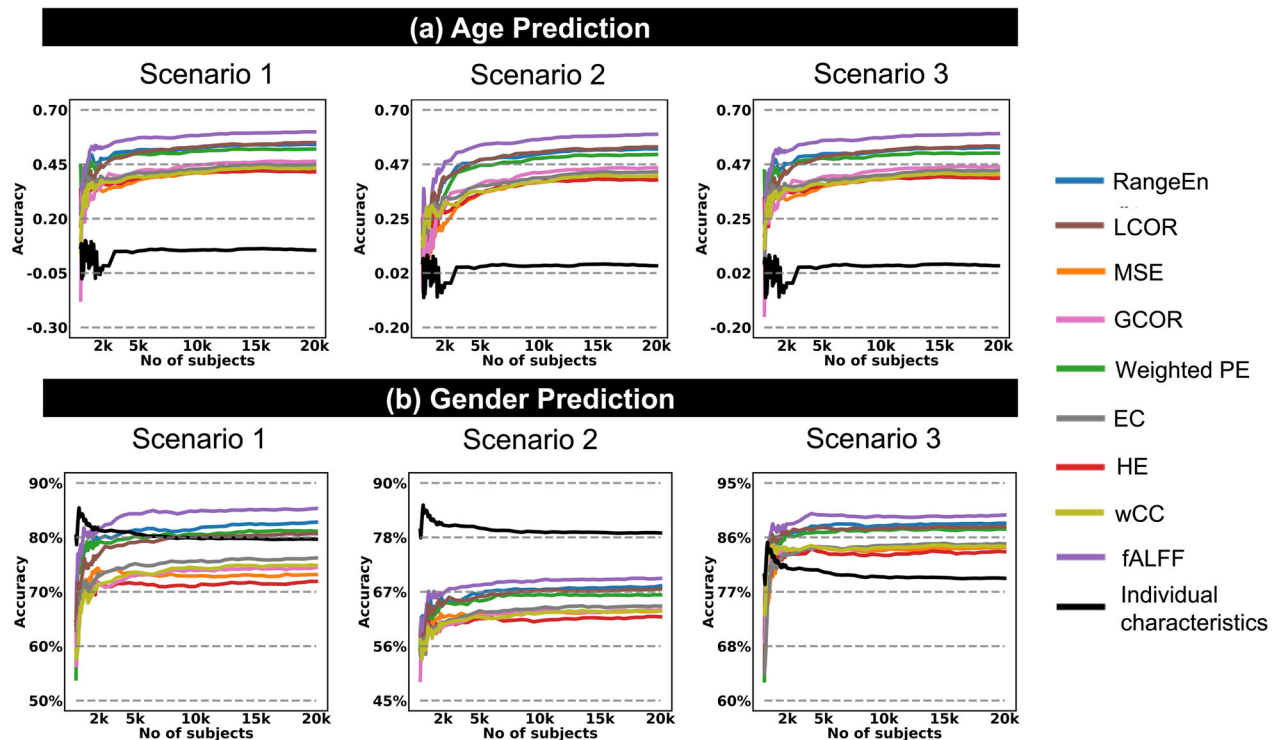 (a) Age Prediction
Scenario 1
Scenario 2
Scenario 3
0.70
0.45
0.20
-0.05
-0.30
Accuracy
2k 5k 10k 15k 20k
No of subjects
0.70
0.47
0.25
0.02
-0.20
Accuracy
2k 5k 10k 15k 20k
No of subjects
0.70
0.47
0.25
0.02
-0.20
Accuracy
2k 5k 10k 15k 20k
No of subjects
(b) Gender Prediction
Scenario 1
Scenario 2
Scenario 3
90%
80%
70%
60%
50%
Accuracy
2k 5k 10k 15k 20k
No of subjects
90%
78%
67%
56%
45%
Accuracy
2k 5k 10k 15k 20k
No of subjects
95%
86%
77%
68%
60%
Accuracy
2k 5k 10k 15k 20k
No of subjects
RangeEn
LCOR
MSE
GCOR
Weighted PE
EC
HE
wCC
fALFF
Individual
characteristics